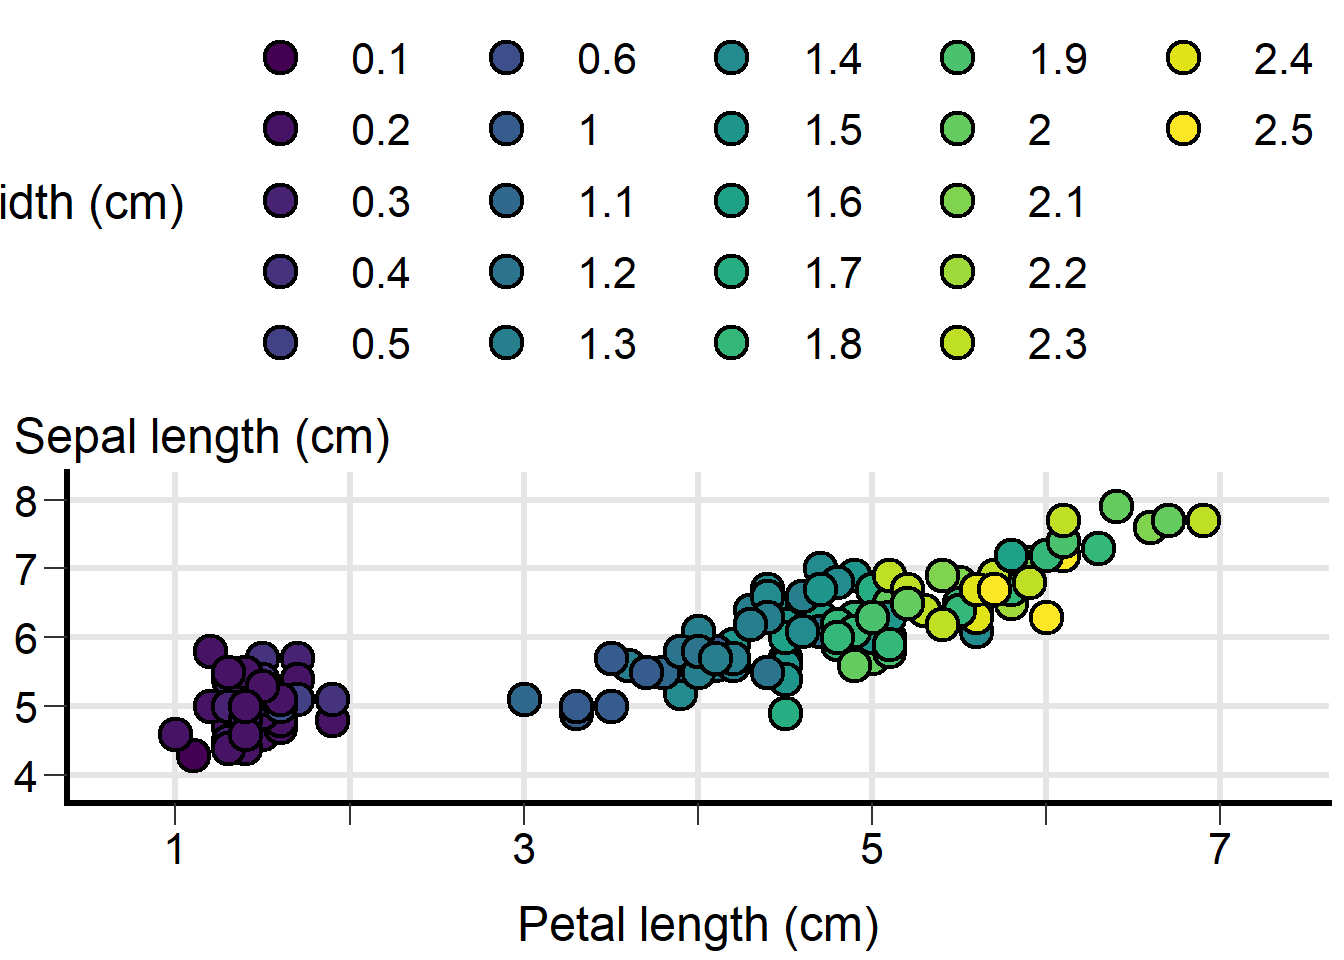 0.1 0.6 1.4 1.9 2.4
0.2 1 1.5 2 2.5
idth (cm) 0.3 1.1 1.6 2.1
0.4 1.2 1.7 2.2
0.5 1.3 1.8 2.3
Sepal length (cm)
8
7
6
5
4
1 3 5 7
Petal length (cm)